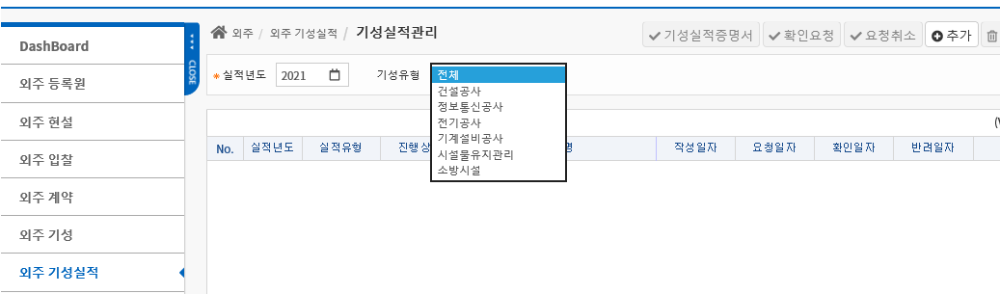 DashBoard
외주 등록원
외주 현설
외주 입찰
외주 계약
외주 기성
외주 기성실적
CLOSE
외주 / 외주 기성실적 / 기성실적관리
기성실적증명서 확인요청 요청취소 추가
실적년도 2021 기성유형
전체
건설공사
정보통신공사
전기공사
기계설비공사
시설물유지관리
소방시설
No. 실적년도 실적유형 진행상 명 작성일자 요청일자 확인일자 반려일자